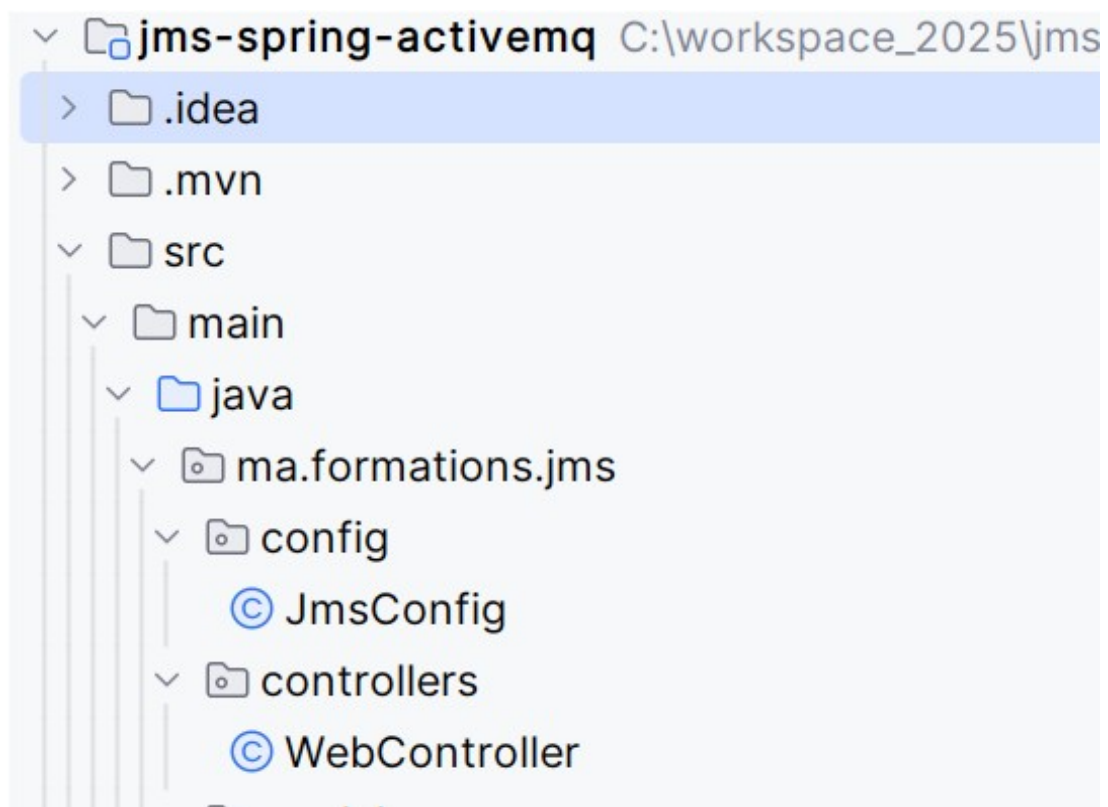 jms-spring-activemq C:\workspace_2025\jms
.idea
.mvn
src
main
java
ma.formations.jms
config
JmsConfig
controllers
WebController